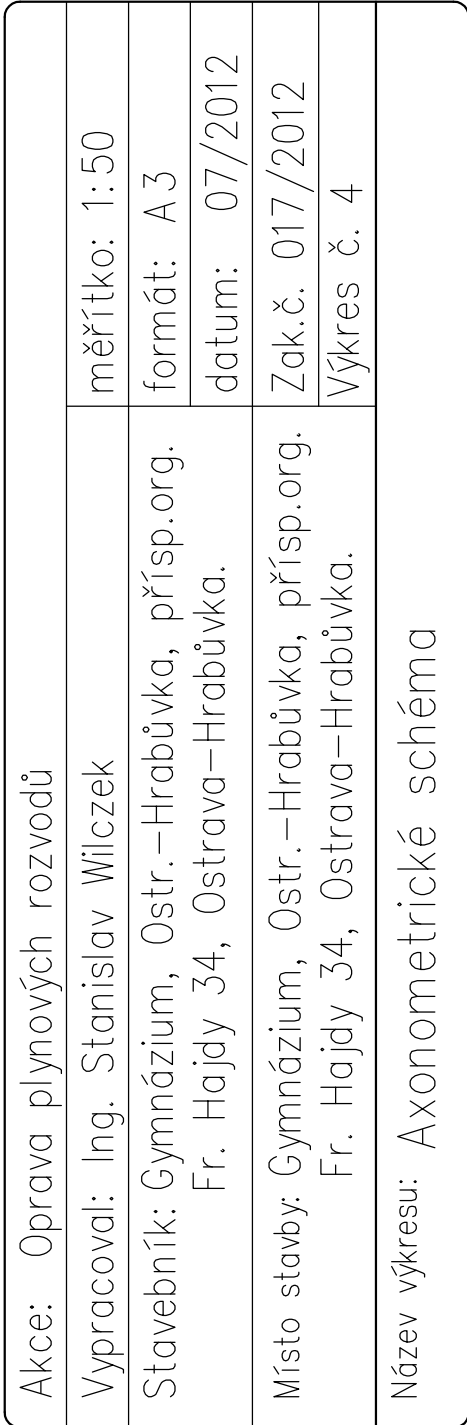 Akce: Oprava plynových rozvodů
Vypracoval: Ing. Stanislav Wilczek
měřítko: 1:50
Stavebník: Gymnázium, Ostr.-Hrabůvka, přísp.org.
Fr. Hajdy 34, Ostrava-Hrabůvka.
formát: A3
datum: 07/2012
Místo stavby: Gymnázium, Ostr.-Hrabůvka, přísp.org.
Fr. Hajdy 34, Ostrava-Hrabůvka.
Zak.č. 017/2012
Výkres č. 4
Název výkresu: Axonometrické schéma